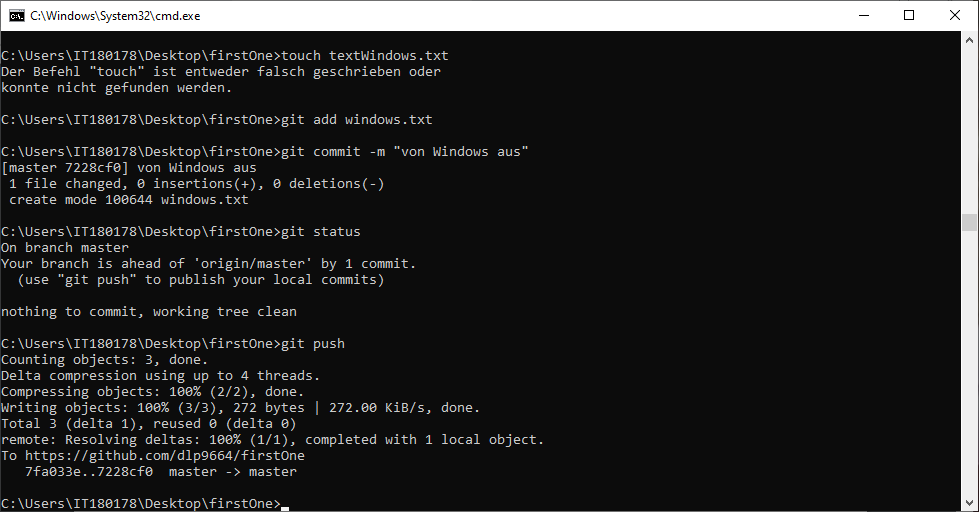 C:\Windows\System32\cmd.exe
C:\Users\IT180178\Desktop\firstOne>touch textWindows.txt
Der Befehl "touch" ist entweder falsch geschrieben oder
konnte nicht gefunden werden.
C:\Users\IT180178\Desktop\firstOne>git add windows.txt
C:\Users\IT180178\Desktop\firstOne>git commit -m "von Windows aus"
[master 7228cf0] von Windows aus
 1 file changed, 0 insertions(+), 0 deletions(-)
 create mode 100644 windows.txt
C:\Users\IT180178\Desktop\firstOne>git status
On branch master
Your branch is ahead of 'origin/master' by 1 commit.
  (use "git push" to publish your local commits)
nothing to commit, working tree clean
C:\Users\IT180178\Desktop\firstOne>git push
Counting objects: 3, done.
Delta compression using up to 4 threads.
Compressing objects: 100% (2/2), done.
Writing objects: 100% (3/3), 272 bytes | 272.00 KiB/s, done.
Total 3 (delta 1), reused 0 (delta 0)
remote: Resolving deltas: 100% (1/1), completed with 1 local object.
To https://github.com/dlp9664/firstOne
   7fa033e..7228cf0  master -> master
C:\Users\IT180178\Desktop\firstOne>